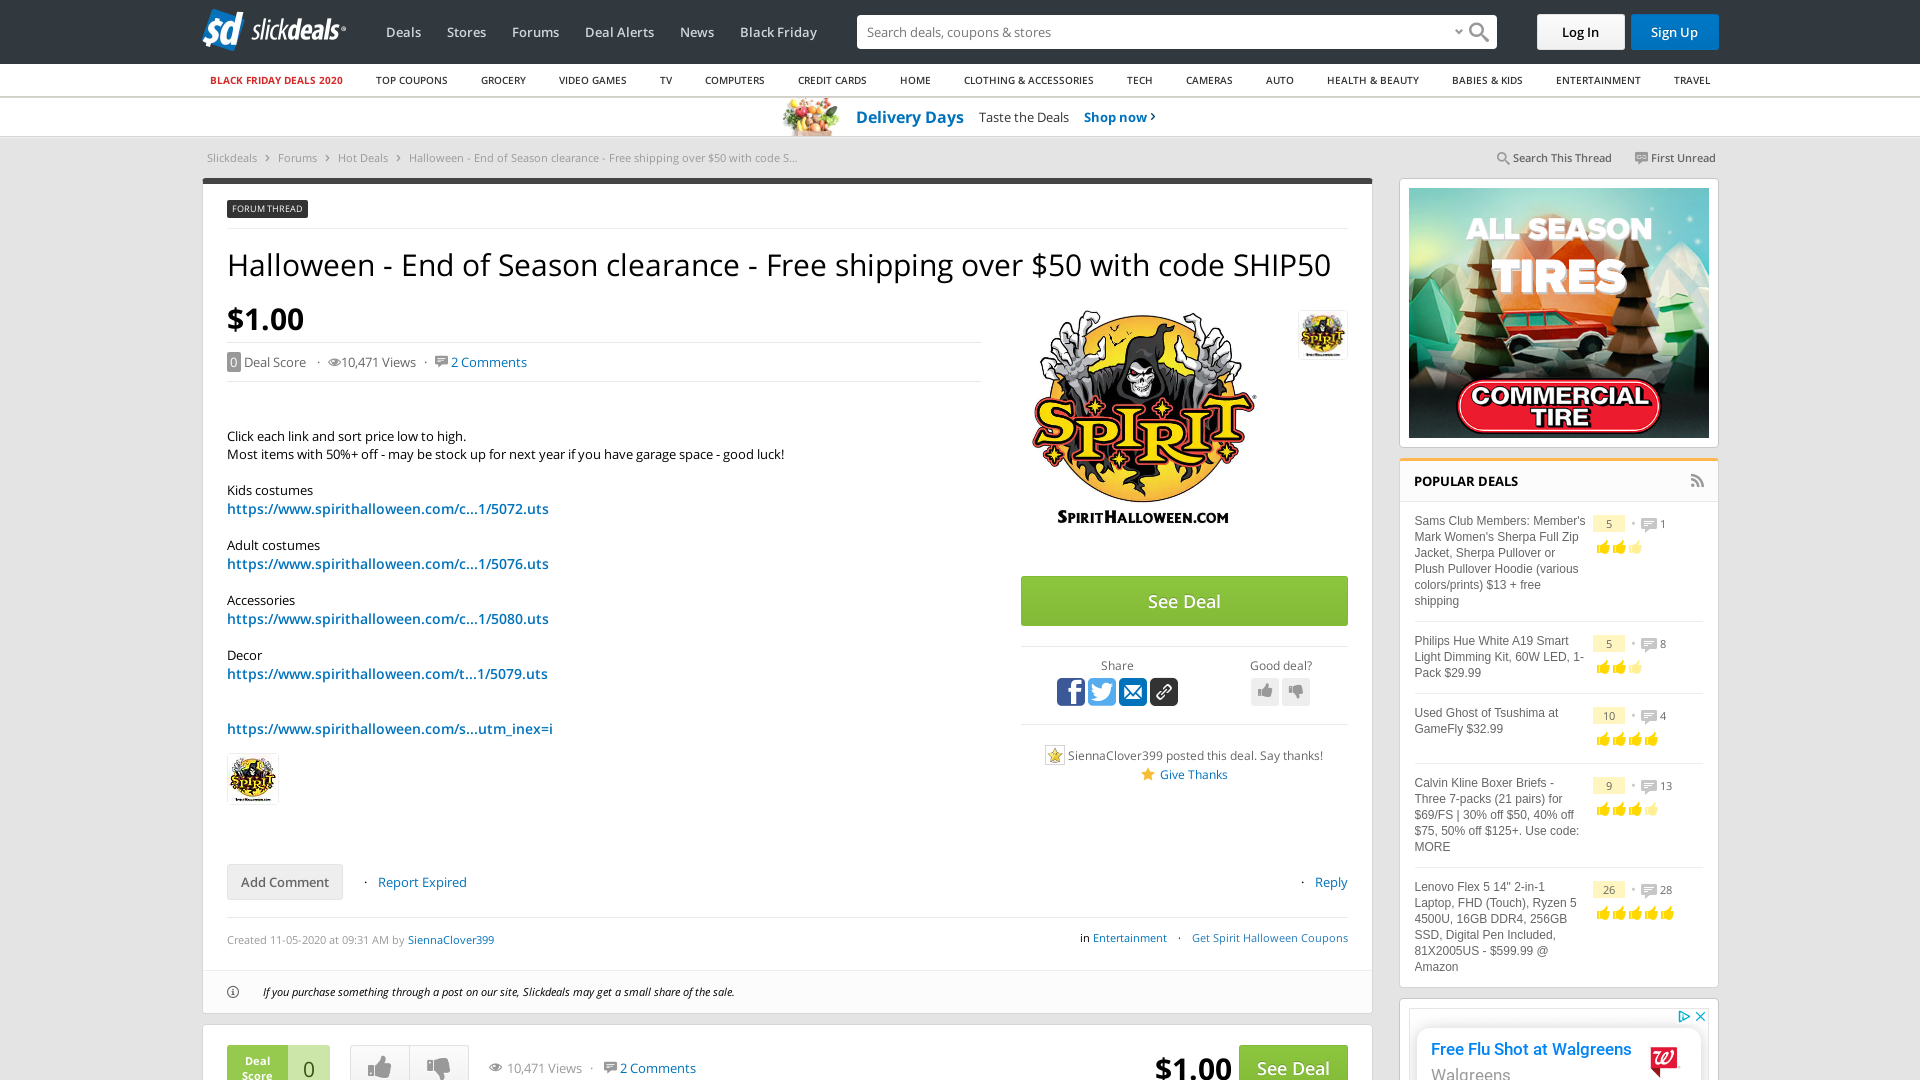 slickdeals
Deals
Stores
Forums
Deal Alerts
News
Black Friday
Search deals, coupons & stores
Log In
Sign Up
BLACK FRIDAY DEALS 2020
TOP COUPONS
GROCERY
VIDEO GAMES
TV
COMPUTERS
CREDIT CARDS
HOME
CLOTHING & ACCESSORIES
TECH
CAMERAS
AUTO
HEALTH & BEAUTY
BABIES & KIDS
ENTERTAINMENT
TRAVEL
Delivery Days Taste the Deals Shop now
Slickdeals > Forums > Hot Deals > Halloween - End of Season clearance - Free shipping over $50 with code S...
Search This Thread
First Unread
FORUM THREAD
Halloween - End of Season clearance - Free shipping over $50 with code SHIP50
$1.00
0 Deal Score · 10,471 Views · 2 Comments
Click each link and sort price low to high.
Most items with 50%+ off - may be stock up for next year if you have garage space - good luck!
Kids costumes
https://www.spirithalloween.com/c...1/5072.uts
Adult costumes
https://www.spirithalloween.com/c...1/5076.uts
Accessories
https://www.spirithalloween.com/c...1/5080.uts
Decor
https://www.spirithalloween.com/t...1/5079.uts
https://www.spirithalloween.com/s...utm_inex=i
SPIRIT
SPIRIT
SPIRITHALLOWEEN.COM
SPIRIT
See Deal
Share
Good deal?
SiennaClover399 posted this deal. Say thanks!
Give Thanks
Add Comment · Report Expired
· Reply
Created 11-05-2020 at 09:31 AM by SiennaClover399
in Entertainment · Get Spirit Halloween Coupons
If you purchase something through a post on our site, Slickdeals may get a small share of the sale.
Deal
Score
0
10,471 Views · 2 Comments
$1.00
See Deal
ALL SEASON
TIRES
COMMERCIAL
TIRE
POPULAR DEALS
Sams Club Members: Member's
Mark Women's Sherpa Full Zip
Jacket, Sherpa Pullover or
Plush Pullover Hoodie (various
colors/prints) $13 + free
shipping
5 • 1
Philips Hue White A19 Smart
Light Dimming Kit, 60W LED, 1-
Pack $29.99
5 • 8
Used Ghost of Tsushima at
GameFly $32.99
10 • 4
Calvin Kline Boxer Briefs -
Three 7-packs (21 pairs) for
$69/FS | 30% off $50, 40% off
$75, 50% off $125+. Use code:
MORE
9 • 13
Lenovo Flex 5 14" 2-in-1
Laptop, FHD (Touch), Ryzen 5
4500U, 16GB DDR4, 256GB
SSD, Digital Pen Included,
81X2005US - $599.99 @
Amazon
26 • 28
Free Flu Shot at Walgreens
Walgreens